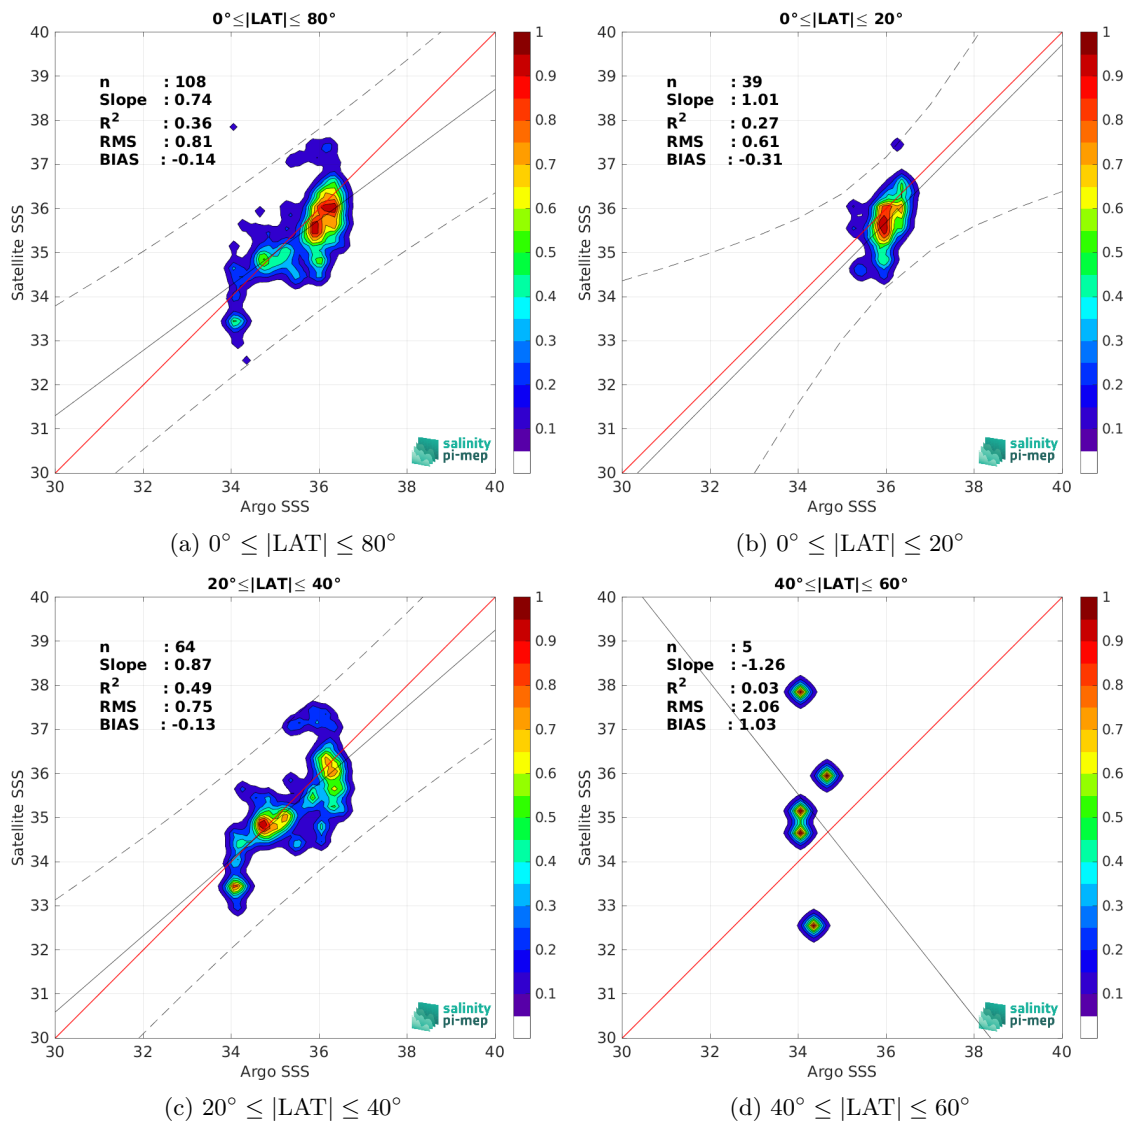 0°≤|LAT|≤ 80°
n : 108
Slope : 0.74
R² : 0.36
RMS : 0.81
BIAS : -0.14
40
39
38
37
36
35
34
33
32
31
30
Satellite SSS
30 32 34 36 38 40
Argo SSS
1
0.9
0.8
0.7
0.6
0.5
0.4
0.3
0.2
0.1
salinity
pi-mep
(a) 0° ≤ |LAT| ≤ 80°
0°≤|LAT|≤ 20°
n : 39
Slope : 1.01
R² : 0.27
RMS : 0.61
BIAS : -0.31
40
39
38
37
36
35
34
33
32
31
30
Satellite SSS
30 32 34 36 38 40
Argo SSS
1
0.9
0.8
0.7
0.6
0.5
0.4
0.3
0.2
0.1
salinity
pi-mep
(b) 0° ≤ |LAT| ≤ 20°
20°≤|LAT|≤ 40°
n : 64
Slope : 0.87
R² : 0.49
RMS : 0.75
BIAS : -0.13
40
39
38
37
36
35
34
33
32
31
30
Satellite SSS
30 32 34 36 38 40
Argo SSS
1
0.9
0.8
0.7
0.6
0.5
0.4
0.3
0.2
0.1
salinity
pi-mep
(c) 20° ≤ |LAT| ≤ 40°
40°≤|LAT|≤ 60°
n : 5
Slope : -1.26
R² : 0.03
RMS : 2.06
BIAS : 1.03
40
39
38
37
36
35
34
33
32
31
30
Satellite SSS
30 32 34 36 38 40
Argo SSS
1
0.9
0.8
0.7
0.6
0.5
0.4
0.3
0.2
0.1
salinity
pi-mep
(d) 40° ≤ |LAT| ≤ 60°